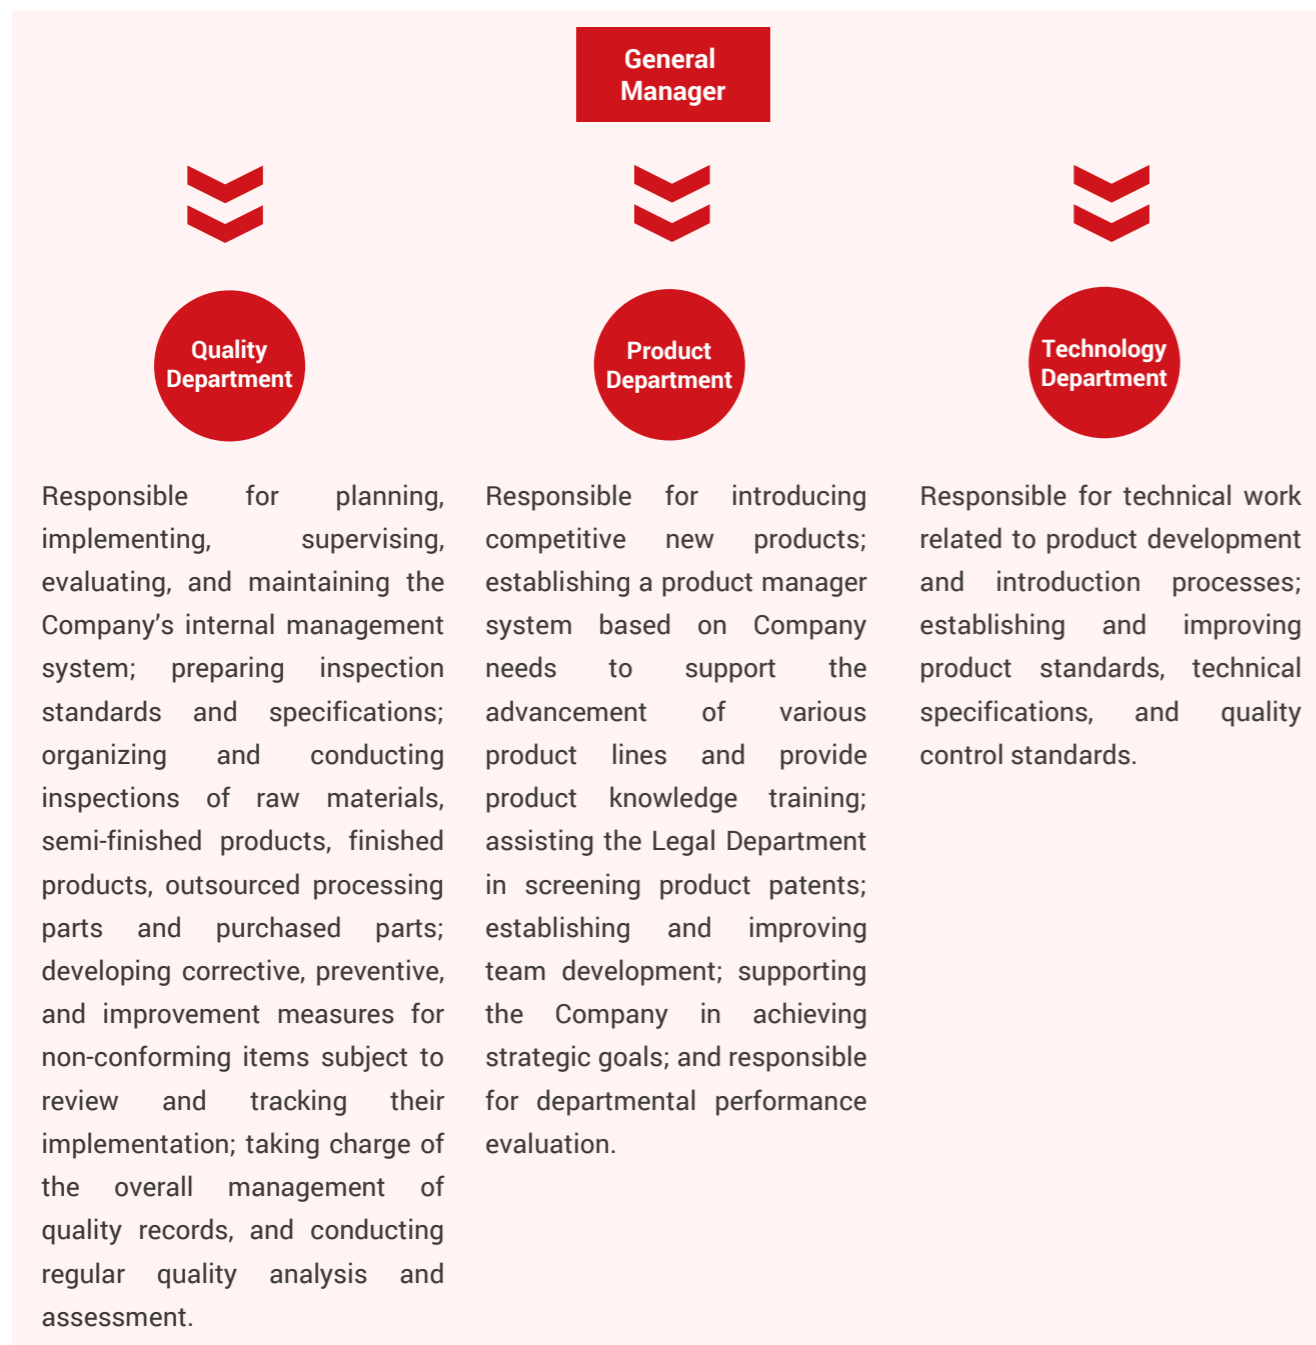 General
Manager
Quality
Department
Product
Department
Technology
Department
Responsible for planning,
implementing, supervising,
evaluating, and maintaining the
Company’s internal management
system; preparing inspection
standards and specifications;
organizing and conducting
inspections of raw materials,
semi-finished products, finished
products, outsourced processing
parts and purchased parts;
developing corrective, preventive,
and improvement measures for
non-conforming items subject to
review and tracking their
implementation; taking charge of
the overall management of
quality records, and conducting
regular quality analysis and
assessment.
Responsible for introducing
competitive new products;
establishing a product manager
system based on Company
needs to support the
advancement of various
product lines and provide
product knowledge training;
assisting the Legal Department
in screening product patents;
establishing and improving
team development; supporting
the Company in achieving
strategic goals; and responsible
for departmental performance
evaluation.
Responsible for technical work
related to product development
and introduction processes;
establishing and improving
product standards, technical
specifications, and quality
control standards.